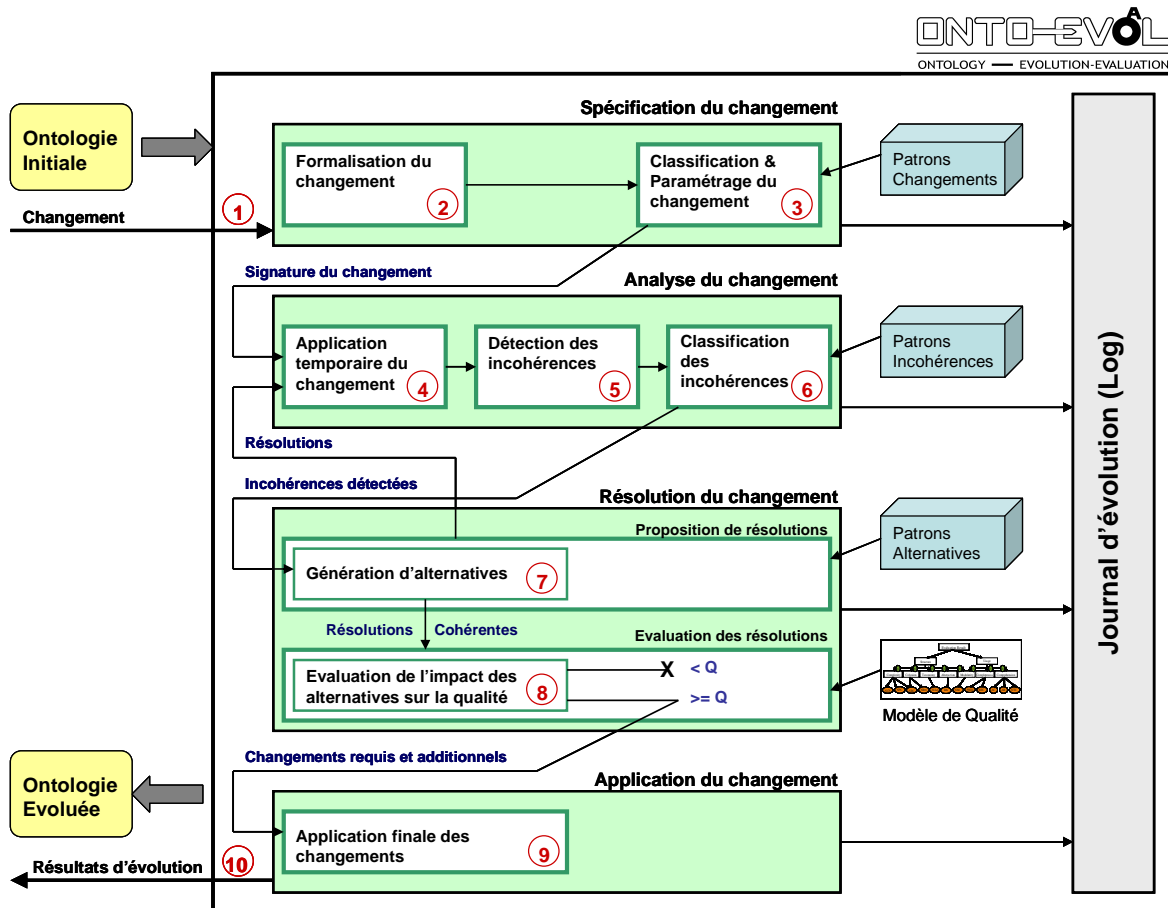 ONTO-EVOAL
ONTOLOGY — EVOLUTION-EVALUATION
Ontologie
Initiale
Changement
1
Spécification du changement
Formalisation du
changement
2
Classification &
Paramétrage du
changement
3
Patrons
Changements
Signature du changement
Analyse du changement
Application
temporaire du
changement
4
Détection des
incohérences
5
Classification
des
incohérences
6
Patrons
Incohérences
Résolutions
Incohérences détectées
Résolution du changement
Proposition de résolutions
Génération d'alternatives
7
Patrons
Alternatives
Résolutions Cohérentes
Evaluation des résolutions
Evaluation de l'impact des
alternatives sur la qualité
8
X < Q
>= Q
Modèle de Qualité
Changements requis et additionnels
Ontologie
Evoluée
Application du changement
Application finale des
changements
9
Résultats d'évolution
10
Journal d'évolution (Log)